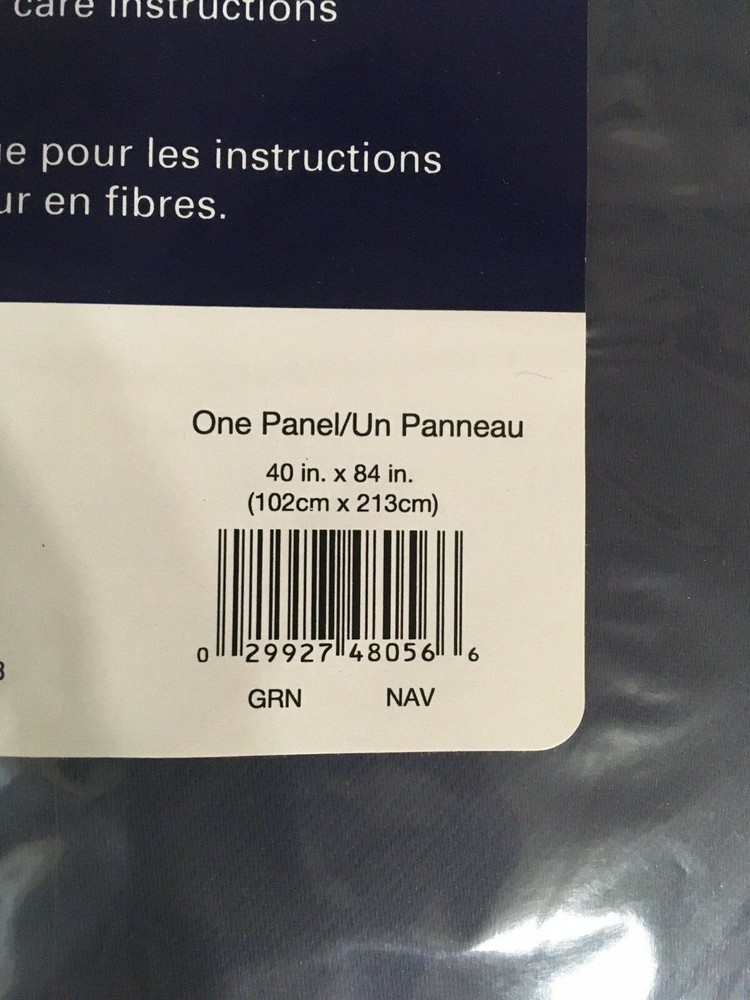 care instructions
pour les instructions
en fibres.
One Panel/Un Panneau
40 in. x 84 in.
(102cm x 213cm)
0 29927 48056 6
GRN NAV